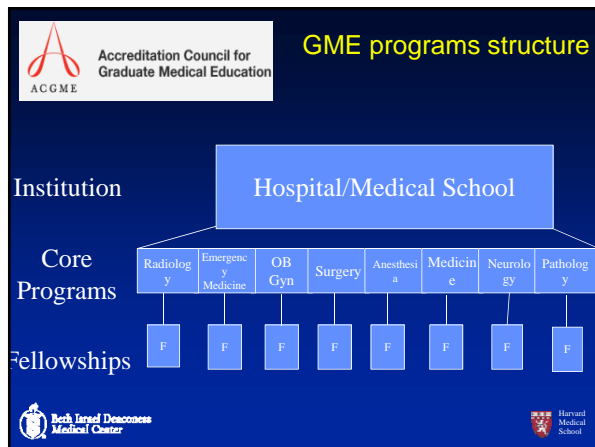 GME programs structure
Accreditation Council for
Graduate Medical Education
ACGME
Institution
Hospital/Medical School
Core
Programs
Radiolog
y
Emergenc
y
Medicine
OB
Gyn
Surgery
Anesthesi
a
Medicin
e
Neurolo
gy
Patholog
y
Fellowships
F
F
F
F
F
F
F
F
Beth Israel Deaconess
Medical Center
Harvard
Medical
School